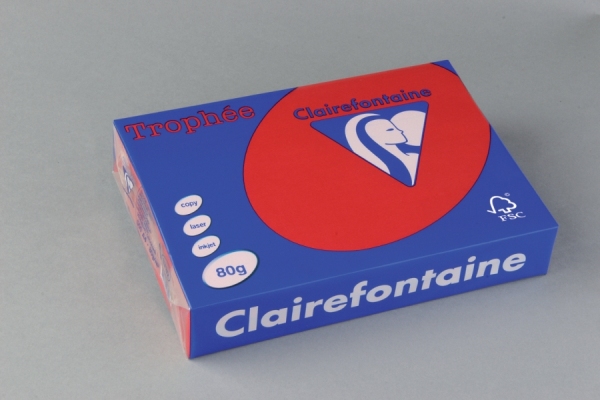 Trophée
Clairefontaine
copy
laser
inkjet
80g
FSC
Clairefontaine